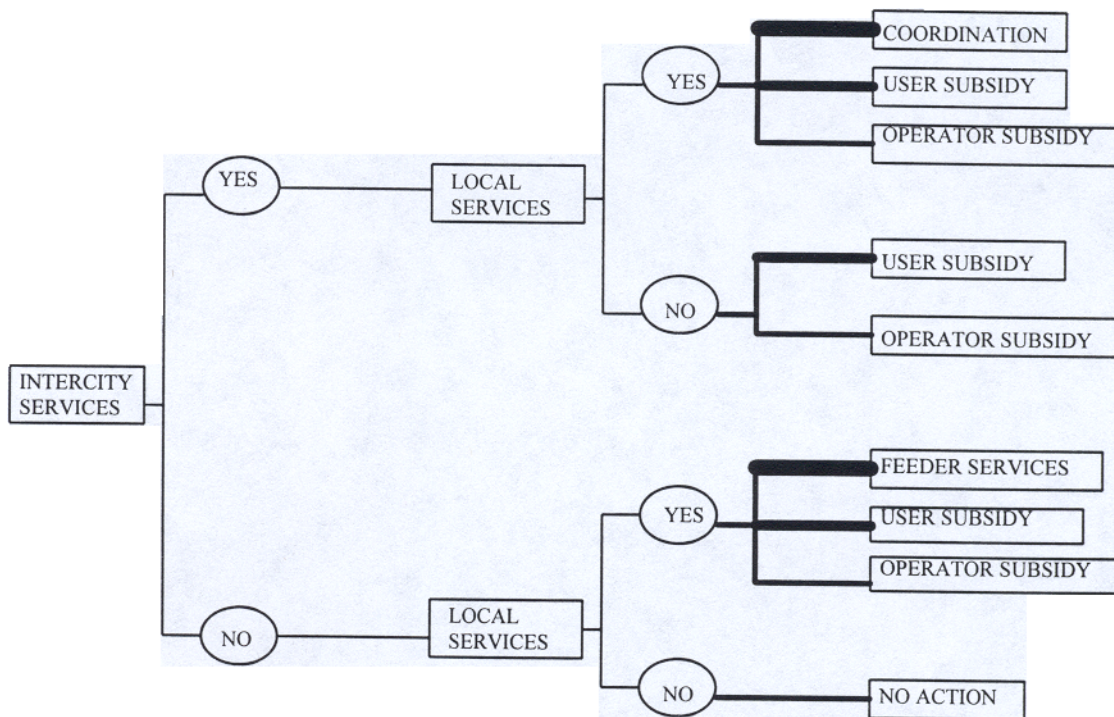 COORDINATION
YES
USER SUBSIDY
OPERATOR SUBSIDY
YES
LOCAL
SERVICES
USER SUBSIDY
NO
OPERATOR SUBSIDY
INTERCITY
SERVICES
FEEDER SERVICES
YES
USER SUBSIDY
OPERATOR SUBSIDY
NO
LOCAL
SERVICES
NO
NO ACTION